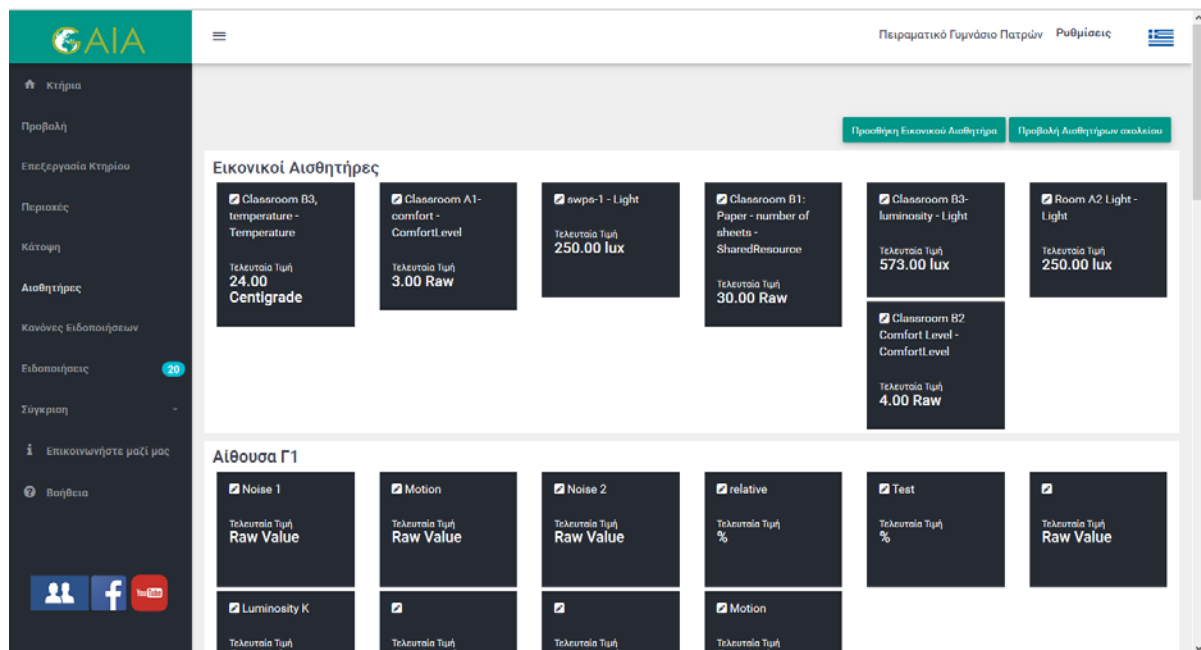 GAIA
Πειραματικό Γυμνάσιο Πατρών Ρυθμίσεις
Κτήρια
Προβολή
Επεξεργασία Κτηρίου
Περιοχές
Κάτοψη
Αισθητήρες
Κανόνες Ειδοποιήσεων
Ειδοποιήσεις 20
Σύγκριση
Επικοινωνήστε μαζί μας
Βοήθεια
You Tube
Προσθήκη Εικονικού Αισθητήρα
Προβολή Αισθητήρων σχολείου
Εικονικοί Αισθητήρες
Classroom B3,
temperature -
Temperature
Τελευταία Τιμή
24.00
Centigrade
Classroom A1-
comfort -
ComfortLevel
Τελευταία Τιμή
3.00 Raw
swps-1 - Light
Τελευταία Τιμή
250.00 lux
Classroom B1:
Paper - number of
sheets -
SharedResource
Τελευταία Τιμή
30.00 Raw
Classroom B3-
luminosity - Light
Τελευταία Τιμή
573.00 lux
Room A2 Light -
Light
Τελευταία Τιμή
250.00 lux
Classroom B2
Comfort Level -
ComfortLevel
Τελευταία Τιμή
4.00 Raw
Αίθουσα Γ1
Noise 1
Τελευταία Τιμή
Raw Value
Motion
Τελευταία Τιμή
Raw Value
Noise 2
Τελευταία Τιμή
Raw Value
relative
Τελευταία Τιμή
%
Test
Τελευταία Τιμή
%
Τελευταία Τιμή
Raw Value
Luminosity K
Τελευταία Τιμή
Τελευταία Τιμή
Τελευταία Τιμή
Motion
Τελευταία Τιμή